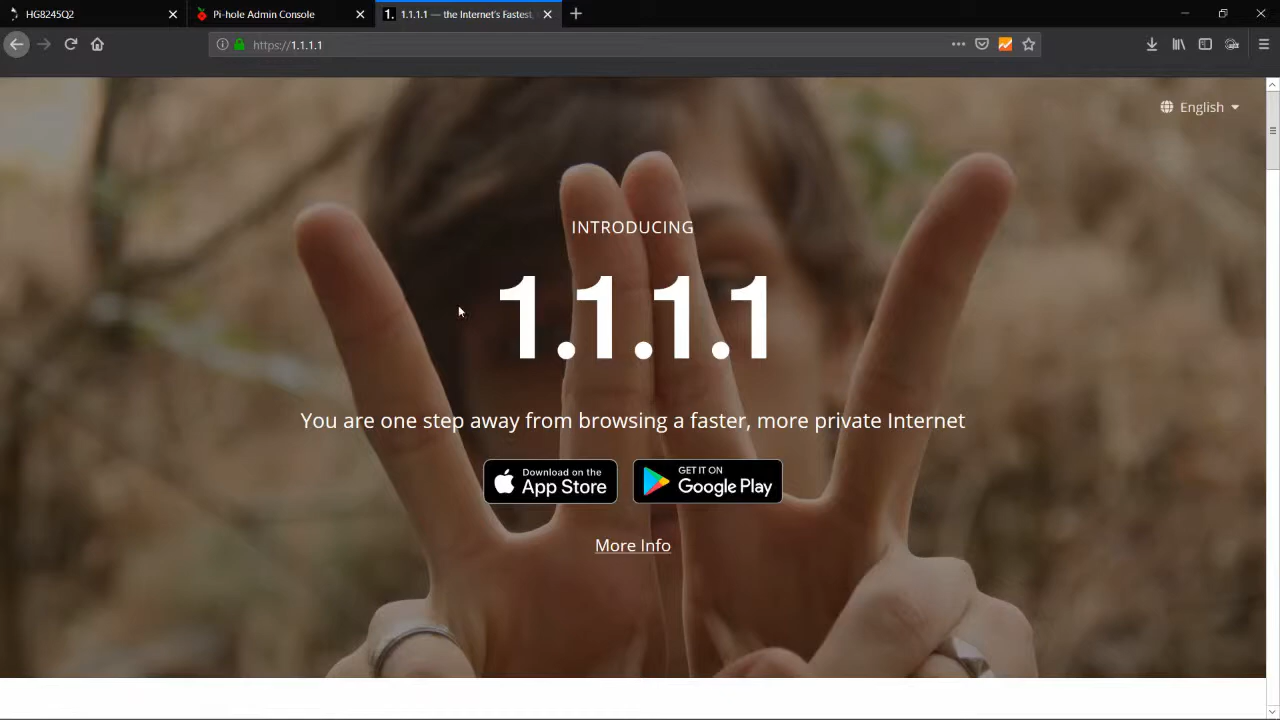 HG8245Q2
Pi-hole Admin Console
1. 1.1.1.1 — the Internet's Fastest,
https://1.1.1.1
English
INTRODUCING
1.1.1.1
You are one step away from browsing a faster, more private Internet
Download on the
App Store
GET IT ON
Google Play
More Info